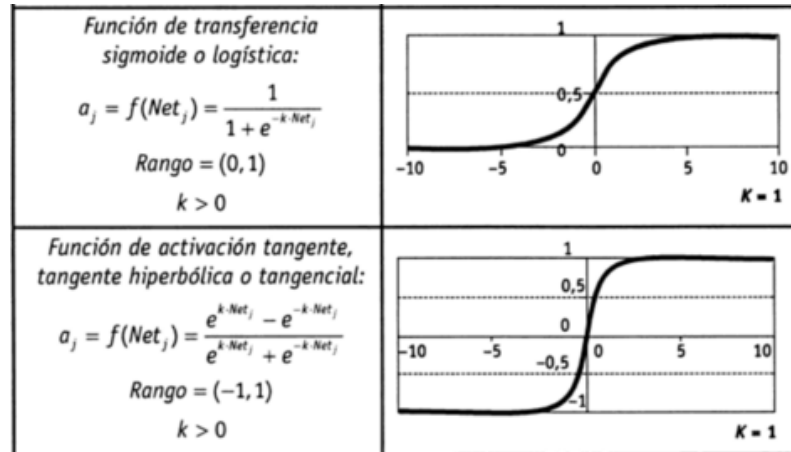 Función de transferencia
sigmoide o logística:
a_j = f(Net_j) = 1 / (1 + e^{-k·Net_j})
Rango = (0, 1)
k > 0
1
0,5
0
-10 -5 0 5 10
K = 1
Función de activación tangente,
tangente hiperbólica o tangencial:
a_j = f(Net_j) = (e^{k·Net_j} - e^{-k·Net_j}) / (e^{k·Net_j} + e^{-k·Net_j})
Rango = (-1, 1)
k > 0
1
0,5
0
-10 -5 0 5 10
-0,5
-1
K = 1